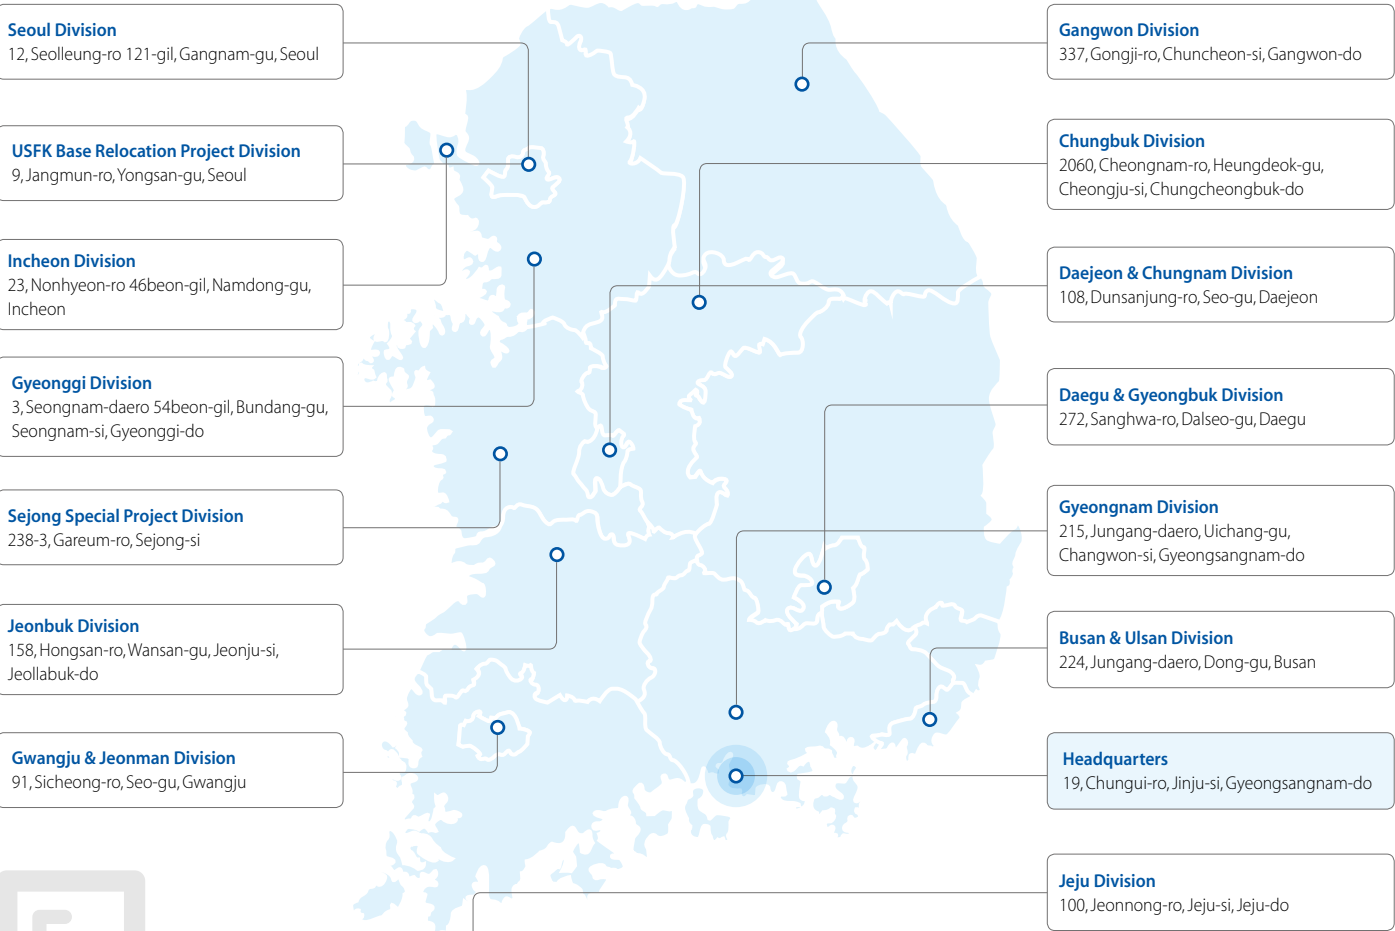 Seoul Division
12, Seolleung-ro 121-gil, Gangnam-gu, Seoul
USFK Base Relocation Project Division
9, Jangmun-ro, Yongsan-gu, Seoul
Incheon Division
23, Nonhyeon-ro 46beon-gil, Namdong-gu,
Incheon
Gyeonggi Division
3, Seongnam-daero 54beon-gil, Bundang-gu,
Seongnam-si, Gyeonggi-do
Sejong Special Project Division
238-3, Gareum-ro, Sejong-si
Jeonbuk Division
158, Hongsan-ro, Wansan-gu, Jeonju-si,
Jeollabuk-do
Gwangju & Jeonman Division
91, Sicheong-ro, Seo-gu, Gwangju
Gangwon Division
337, Gongji-ro, Chuncheon-si, Gangwon-do
Chungbuk Division
2060, Cheongnam-ro, Heungdeok-gu,
Cheongju-si, Chungcheongbuk-do
Daejeon & Chungnam Division
108, Dunsanjung-ro, Seo-gu, Daejeon
Daegu & Gyeongbuk Division
272, Sanghwa-ro, Dalseo-gu, Daegu
Gyeongnam Division
215, Jungang-daero, Uichang-gu,
Changwon-si, Gyeongsangnam-do
Busan & Ulsan Division
224, Jungang-daero, Dong-gu, Busan
Headquarters
19, Chungui-ro, Jinju-si, Gyeongsangnam-do
Jeju Division
100, Jeonnong-ro, Jeju-si, Jeju-do